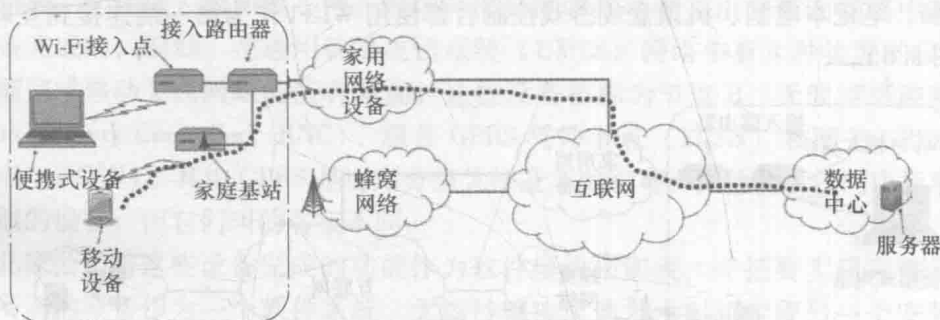 接入路由器
Wi-Fi接入点
家用
网络
设备
便携式设备
家庭基站
蜂窝
网络
互联网
数据
中心
服务器
移动
设备